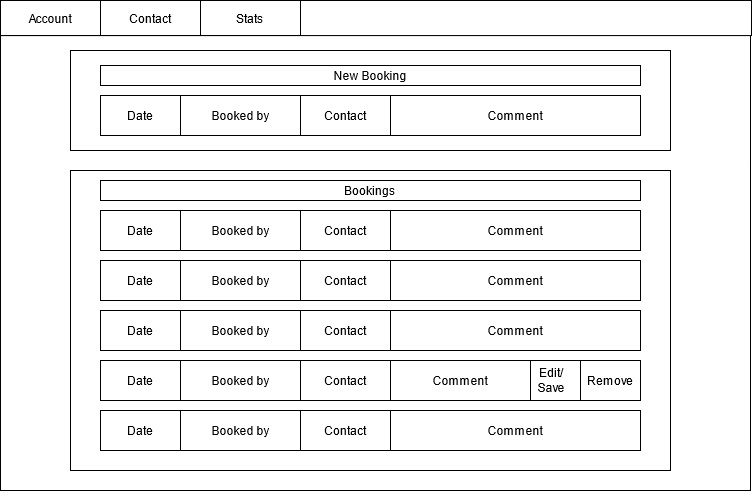 Account Contact Stats
New Booking
Date Booked by Contact Comment
Bookings
Date Booked by Contact Comment
Date Booked by Contact Comment
Date Booked by Contact Comment
Date Booked by Contact Comment Edit/
Save Remove
Date Booked by Contact Comment